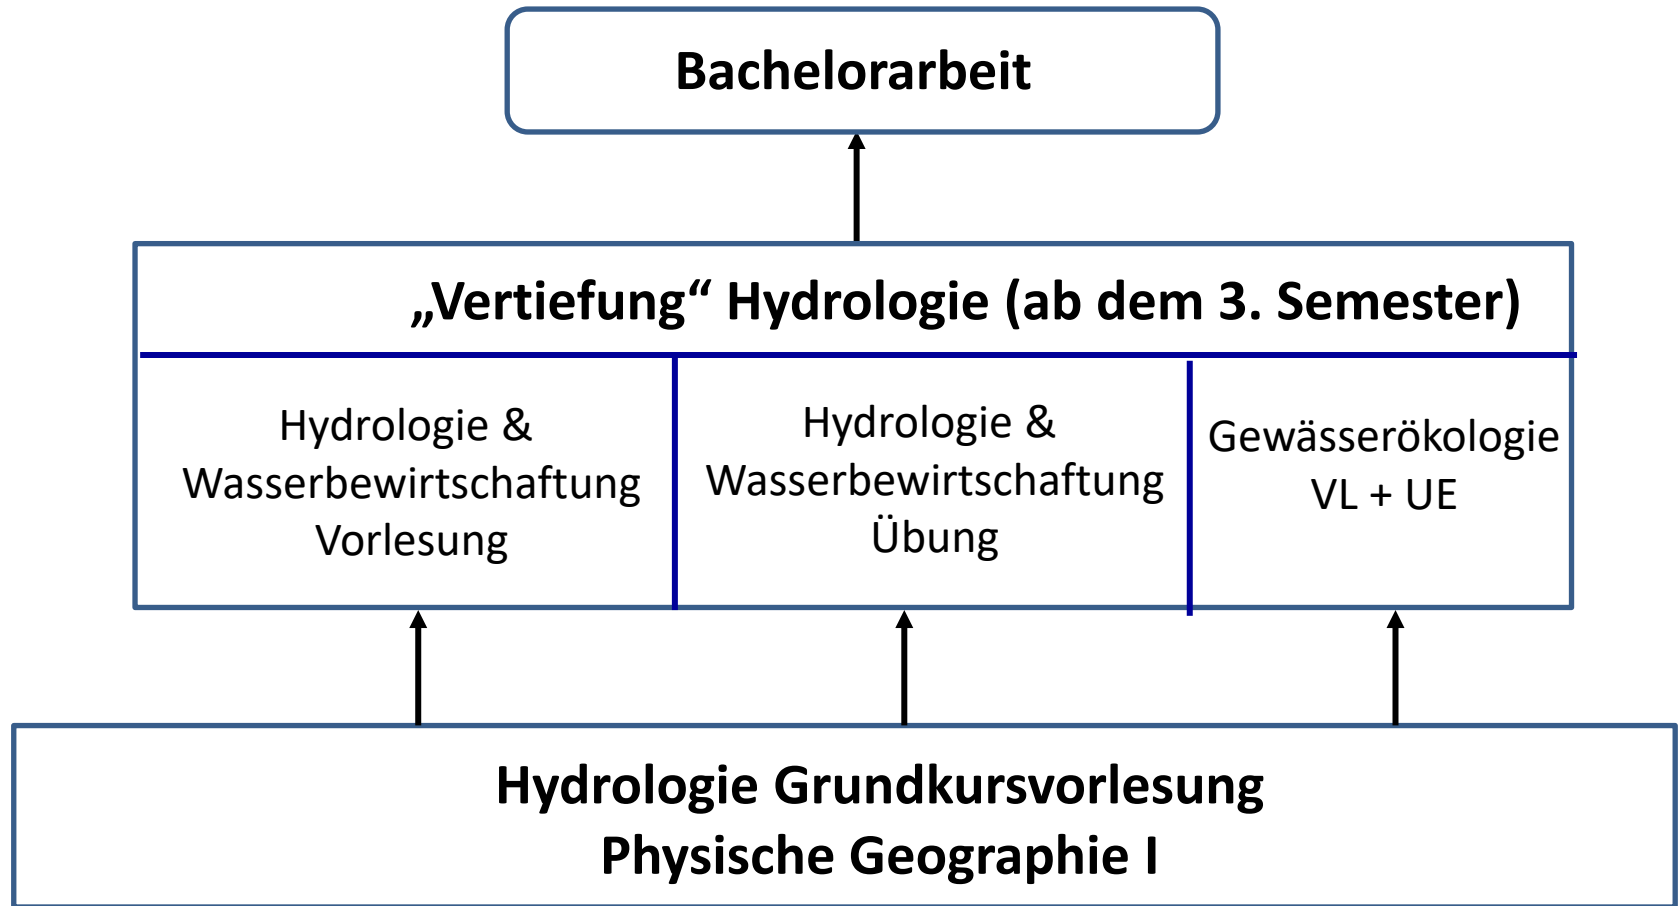 Bachelorarbeit
„Vertiefung“ Hydrologie (ab dem 3. Semester)
Hydrologie &
Wasserbewirtschaftung
Vorlesung
Hydrologie &
Wasserbewirtschaftung
Übung
Gewässerökologie
VL + UE
Hydrologie Grundkursvorlesung
Physische Geographie I